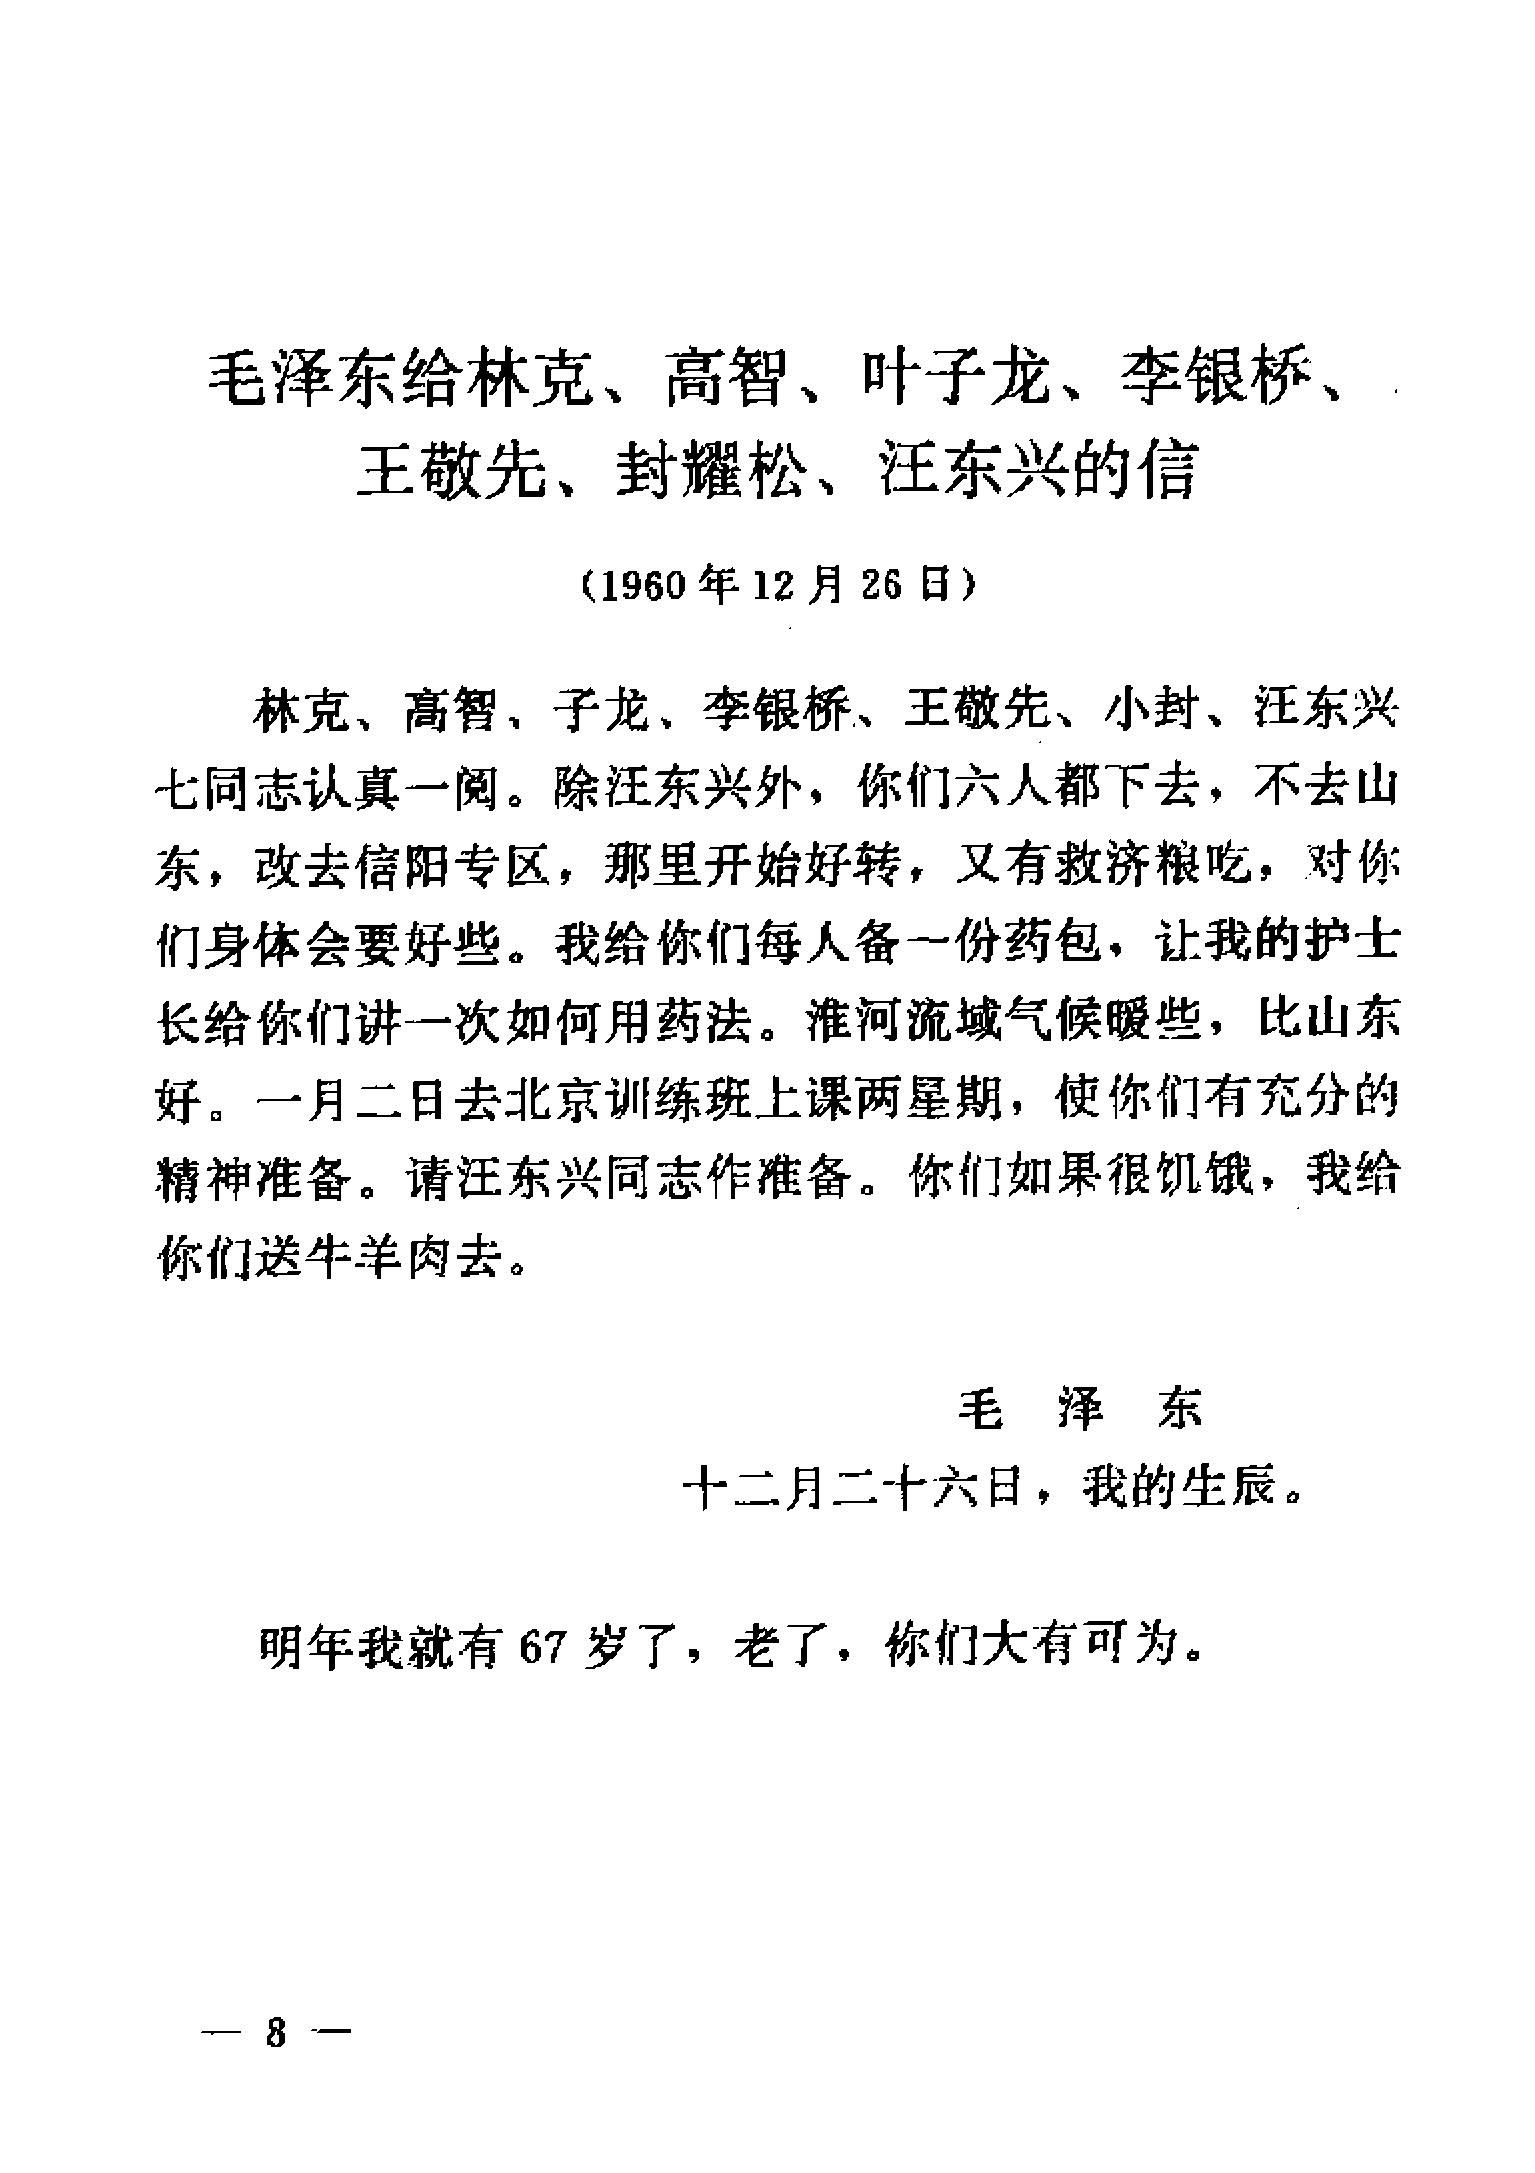 毛泽东给林克、高智、叶子龙、李银桥、
王敬先、封耀松、汪东兴的信
（1960年12月26日）
林克、高智、子龙、李银桥、王敬先、小封、汪东兴
七同志认真一阅。除汪东兴外，你们六人都下去，不去山
东，改去信阳专区，那里开始好转，又有救济粮吃，对你
们身体会要好些。我给你们每人备一份药包，让我的护士
长给你们讲一次如何用药法。淮河流域气候暖些，比山东
好。一月二日去北京训练班上课两星期，使你们有充分的
精神准备。请汪东兴同志作准备。你们如果很饥饿，我给
你们送牛羊肉去。
毛 泽 东
十二月二十六日，我的生辰。
明年我就有67岁了，老了，你们大有可为。
— 8 —